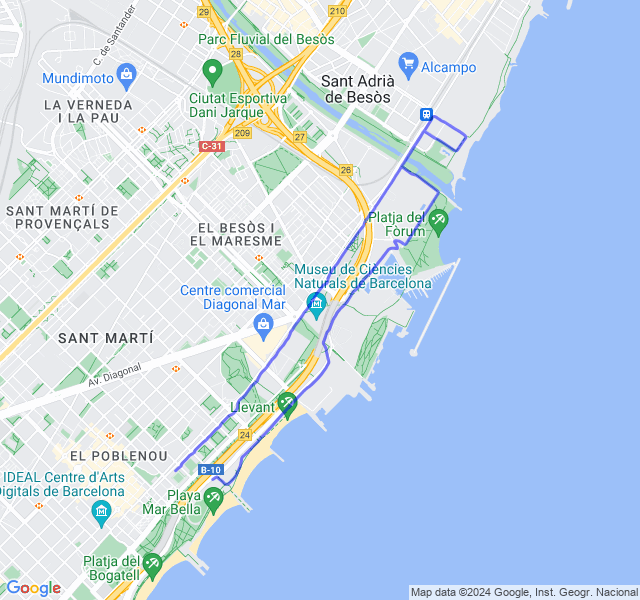 29
28
210
C. de Santander
Parc Fluvial del Besòs
Mundimoto
Alcampo
Sant Adrià
de Besòs
Ciutat Esportiva
Dani Jarque
LA VERNEDA
I LA PAU
209
27
C-31
26
SANT MARTÍ DE
PROVENÇALS
EL BESÒS I
EL MARESME
Platja del
Fòrum
Museu de Ciències
Naturals de Barcelona
Centre comercial
Diagonal Mar
SANT MARTÍ
Av. Diagonal
Llevant
24
EL POBLENOU
B-10
IDEAL Centre d'Arts
Digitals de Barcelona
Playa
Mar Bella
Platja del
Bogatell
Google
Map data ©2024 Google, Inst. Geogr. Nacional